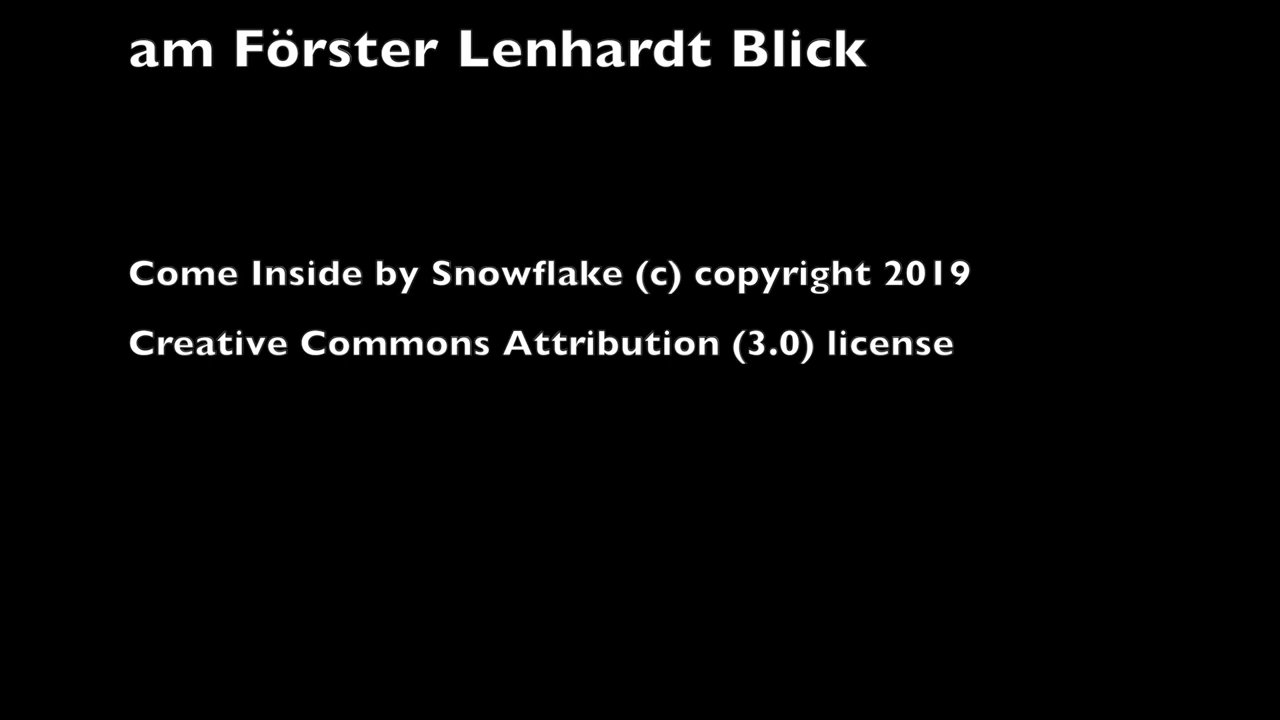 am Förster Lenhardt Blick
Come Inside by Snowflake (c) copyright 2019
Creative Commons Attribution (3.0) license